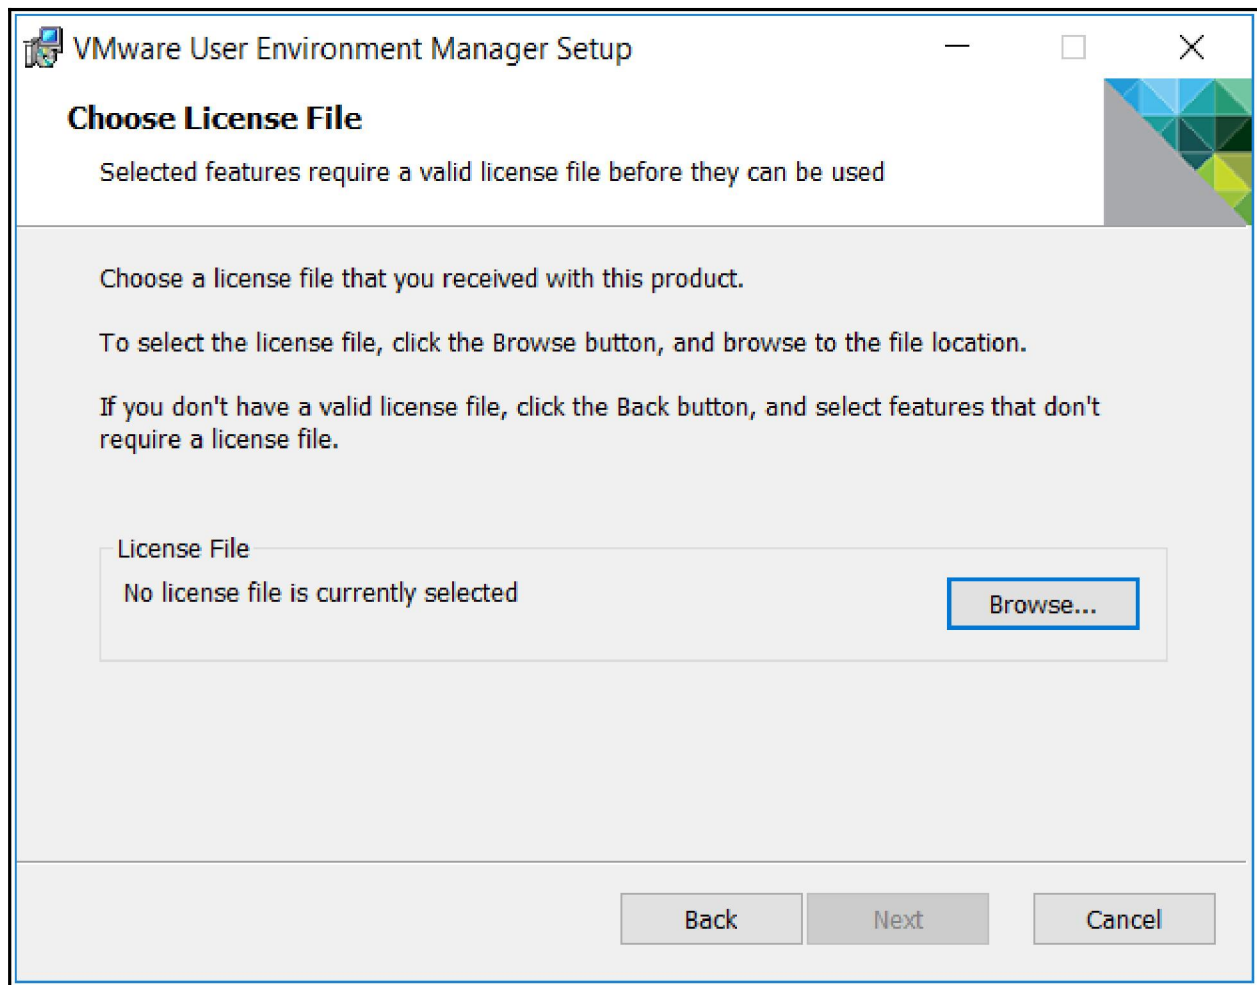 VMware User Environment Manager Setup
Choose License File
Selected features require a valid license file before they can be used
Choose a license file that you received with this product.
To select the license file, click the Browse button, and browse to the file location.
If you don't have a valid license file, click the Back button, and select features that don't
require a license file.
License File
No license file is currently selected
Browse...
Back
Next
Cancel